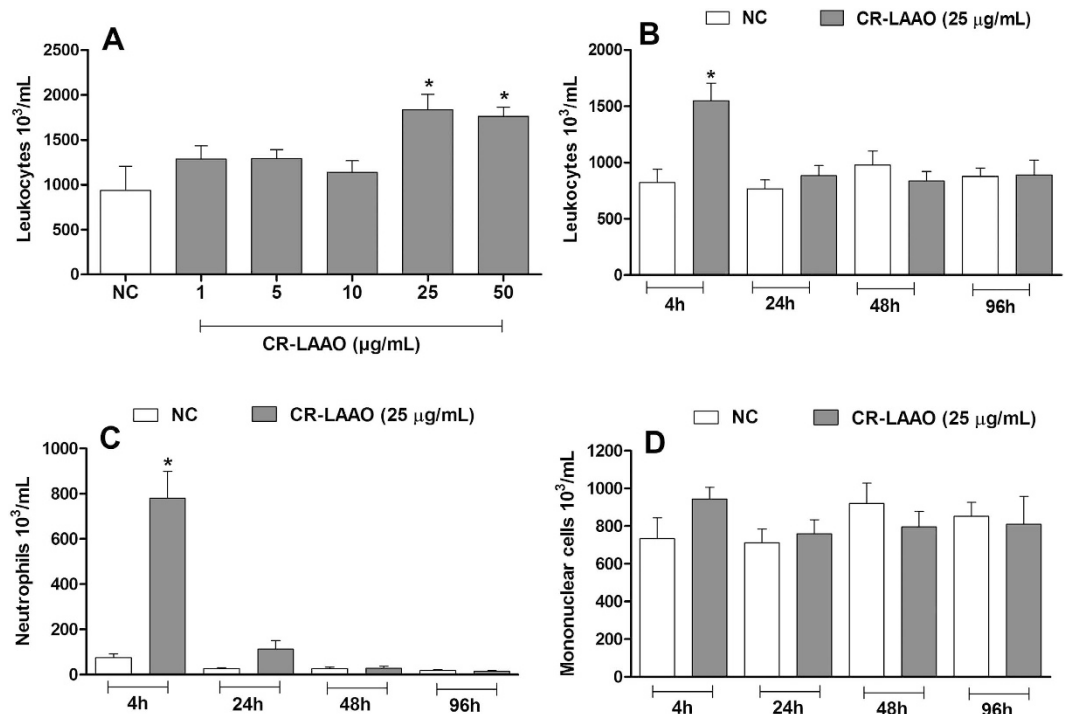 A
Leukocytes 10³/mL
2500
2000
1500
1000
500
0
* *
NC 1 5 10 25 50
CR-LAAO (µg/mL)
NC CR-LAAO (25 µg/mL)
B
Leukocytes 10³/mL
2000
1500
1000
500
0
*
4h 24h 48h 96h
NC CR-LAAO (25 µg/mL)
C
Neutrophils 10³/mL
1000
800
600
400
200
0
*
4h 24h 48h 96h
NC CR-LAAO (25 µg/mL)
D
Mononuclear cells 10³/mL
1200
1000
800
600
400
200
0
4h 24h 48h 96h